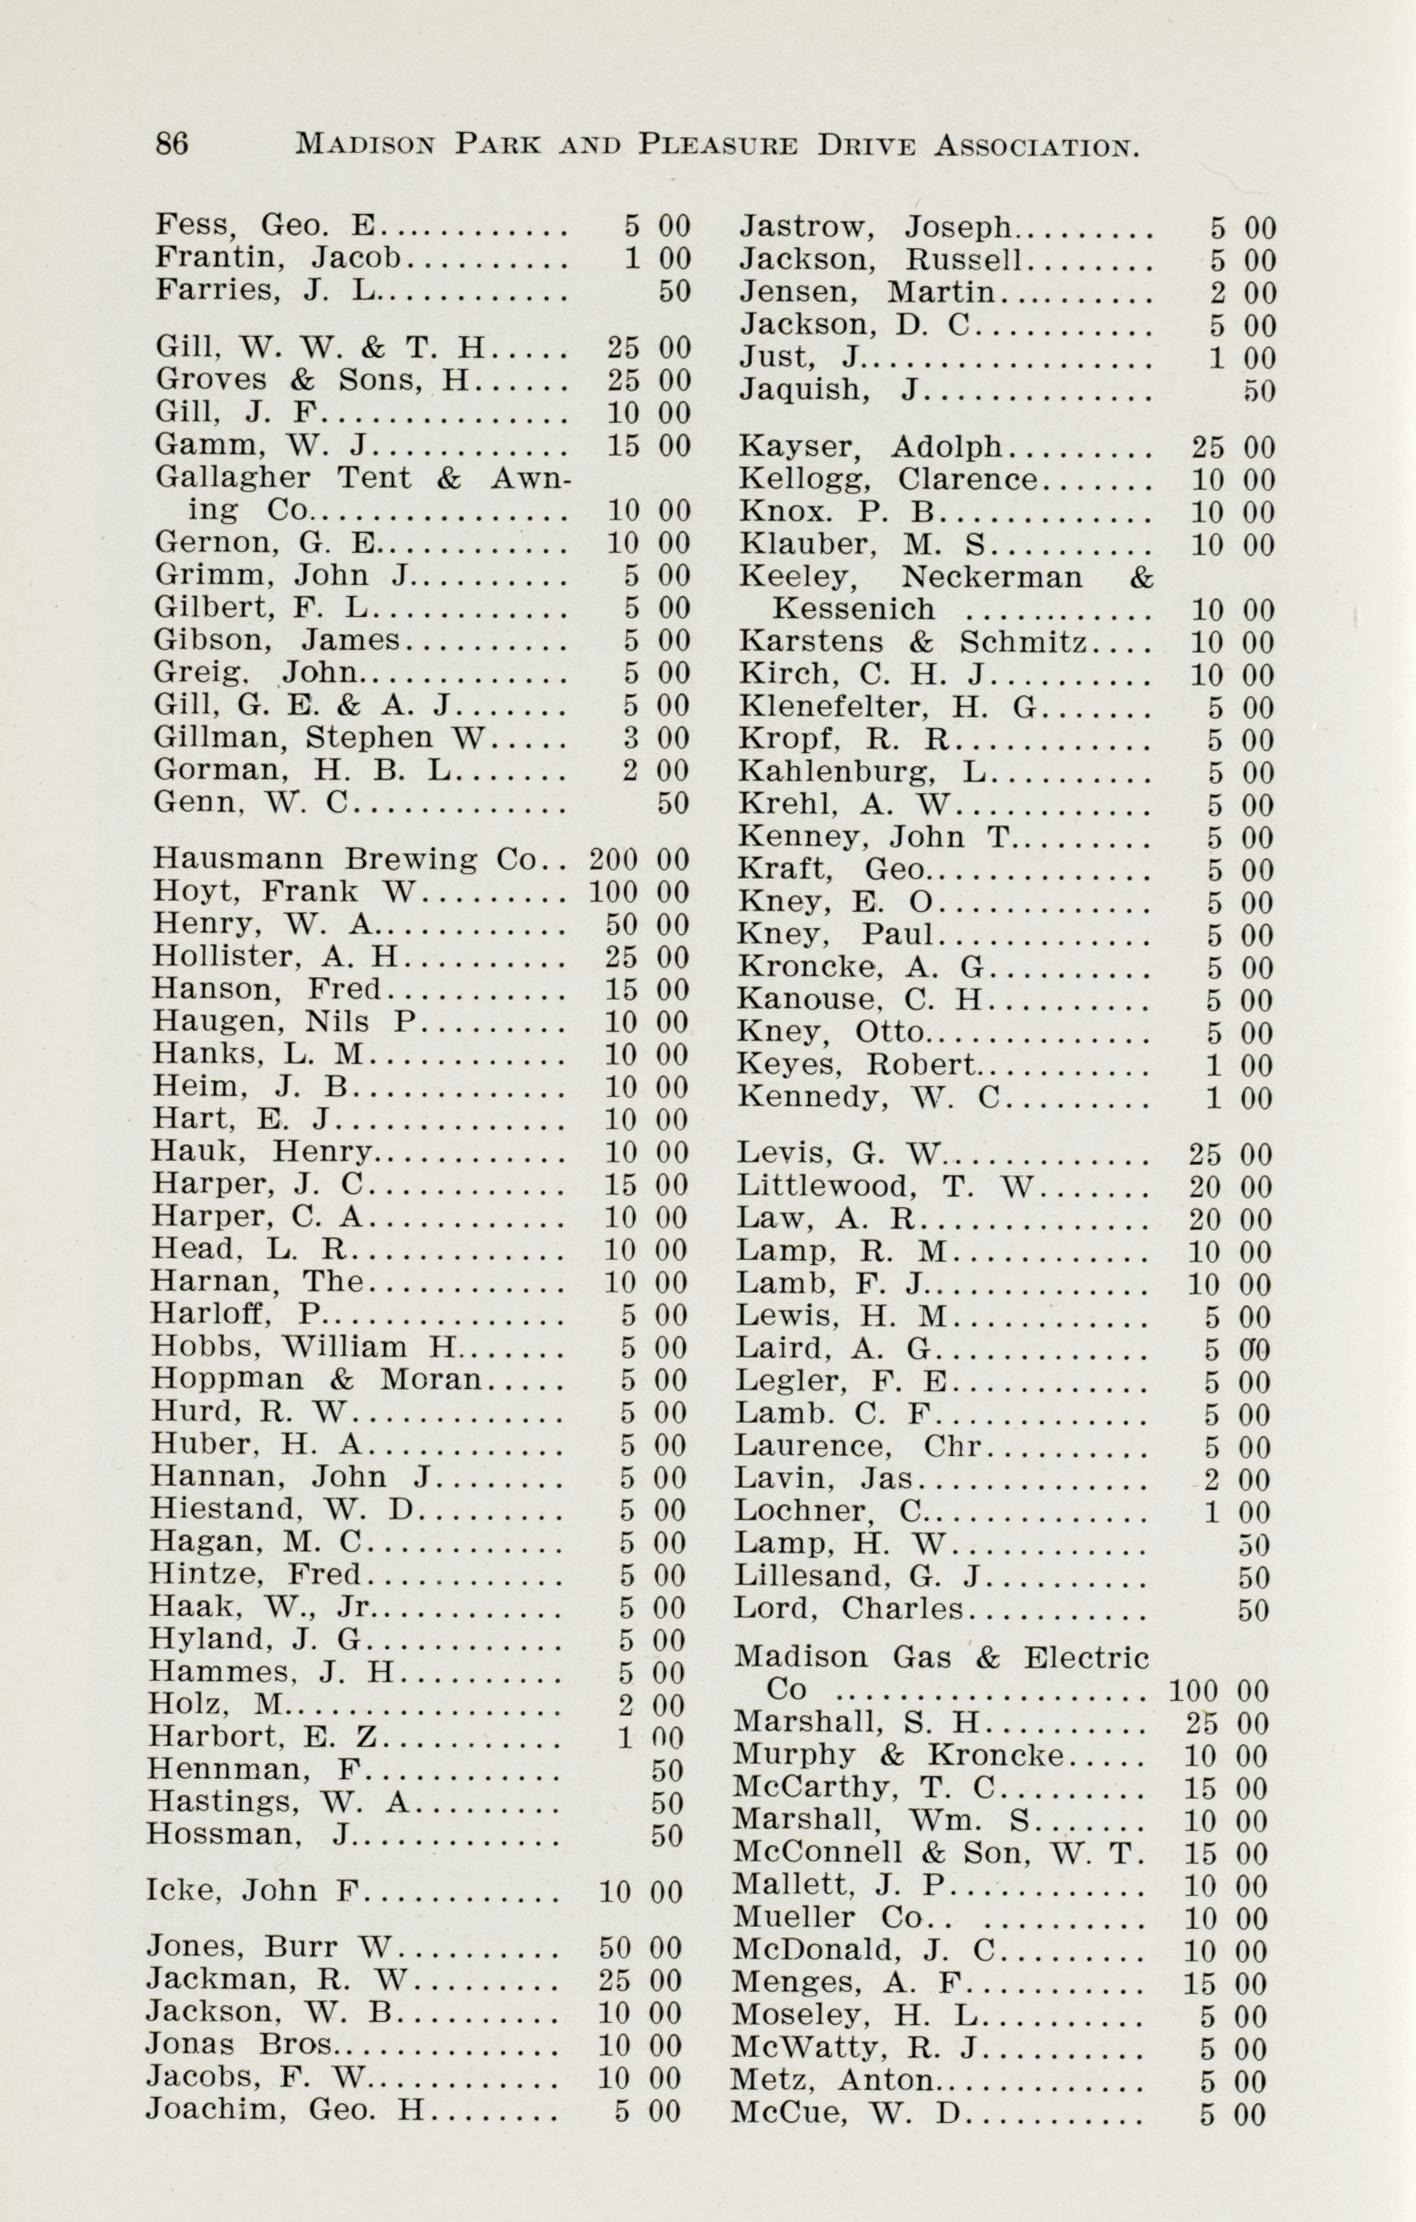 86 MADISON PARK AND PLEASURE DRIVE ASSOCIATION.
Fess, Geo. E............ 5 00
Frantin, Jacob.......... 1 00
Farries, J. L............ 50
Gill, W. W. & T. H..... 25 00
Groves & Sons, H...... 25 00
Gill, J. F............... 10 00
Gamm, W. J............ 15 00
Gallagher Tent & Awn-
ing Co................ 10 00
Gernon, G. E............ 10 00
Grimm, John J.......... 5 00
Gilbert, F. L............ 5 00
Gibson, James.......... 5 00
Greig, John............. 5 00
Gill, G. E. & A. J....... 5 00
Gillman, Stephen W..... 3 00
Gorman, H. B. L....... 2 00
Genn, W. C............. 50
Hausmann Brewing Co.. 200 00
Hoyt, Frank W......... 100 00
Henry, W. A............ 50 00
Hollister, A. H.......... 25 00
Hanson, Fred........... 15 00
Haugen, Nils P......... 10 00
Hanks, L. M............ 10 00
Heim, J. B............. 10 00
Hart, E. J.............. 10 00
Hauk, Henry............ 10 00
Harper, J. C............ 15 00
Harper, C. A............ 10 00
Head, L. R............. 10 00
Harnan, The............ 10 00
Harloff, P............... 5 00
Hobbs, William H....... 5 00
Hoppman & Moran..... 5 00
Hurd, R. W............. 5 00
Huber, H. A............ 5 00
Hannan, John J........ 5 00
Hiestand, W. D......... 5 00
Hagan, M. C............ 5 00
Hintze, Fred............ 5 00
Haak, W., Jr............ 5 00
Hyland, J. G............ 5 00
Hammes, J. H.......... 5 00
Holz, M................. 2 00
Harbort, E. Z........... 1 00
Hennman, F............ 50
Hastings, W. A......... 50
Hossman, J............. 50
Icke, John F............ 10 00
Jones, Burr W.......... 50 00
Jackman, R. W......... 25 00
Jackson, W. B.......... 10 00
Jonas Bros.............. 10 00
Jacobs, F. W............ 10 00
Joachim, Geo. H........ 5 00
Jastrow, Joseph......... 5 00
Jackson, Russell........ 5 00
Jensen, Martin.......... 2 00
Jackson, D. C........... 5 00
Just, J.................. 1 00
Jaquish, J.............. 50
Kayser, Adolph......... 25 00
Kellogg, Clarence....... 10 00
Knox. P. B............. 10 00
Klauber, M. S.......... 10 00
Keeley, Neckerman &
Kessenich ............ 10 00
Karstens & Schmitz.... 10 00
Kirch, C. H. J.......... 10 00
Klenefelter, H. G....... 5 00
Kropf, R. R............ 5 00
Kahlenburg, L.......... 5 00
Krehl, A. W............ 5 00
Kenney, John T......... 5 00
Kraft, Geo.............. 5 00
Kney, E. O............. 5 00
Kney, Paul............. 5 00
Kroncke, A. G.......... 5 00
Kanouse, C. H.......... 5 00
Kney, Otto.............. 5 00
Keyes, Robert........... 1 00
Kennedy, W. C......... 1 00
Levis, G. W............. 25 00
Littlewood, T. W....... 20 00
Law, A. R.............. 20 00
Lamp, R. M............ 10 00
Lamb, F. J.............. 10 00
Lewis, H. M............ 5 00
Laird, A. G............. 5 00
Legler, F. E............ 5 00
Lamb. C. F............. 5 00
Laurence, Chr.......... 5 00
Lavin, Jas.............. 2 00
Lochner, C.............. 1 00
Lamp, H. W............ 50
Lillesand, G. J.......... 50
Lord, Charles........... 50
Madison Gas & Electric
Co ................... 100 00
Marshall, S. H.......... 25 00
Murphy & Kroncke..... 10 00
McCarthy, T. C......... 15 00
Marshall, Wm. S....... 10 00
McConnell & Son, W. T. 15 00
Mallett, J. P............ 10 00
Mueller Co.. .......... 10 00
McDonald, J. C......... 10 00
Menges, A. F........... 15 00
Moseley, H. L.......... 5 00
McWatty, R. J.......... 5 00
Metz, Anton............. 5 00
McCue, W. D........... 5 00